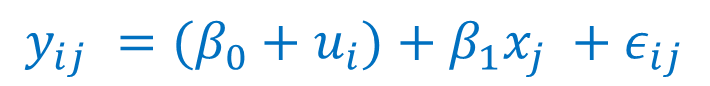 yᵢⱼ = (β₀ + uᵢ) + β₁xⱼ + ϵᵢⱼ